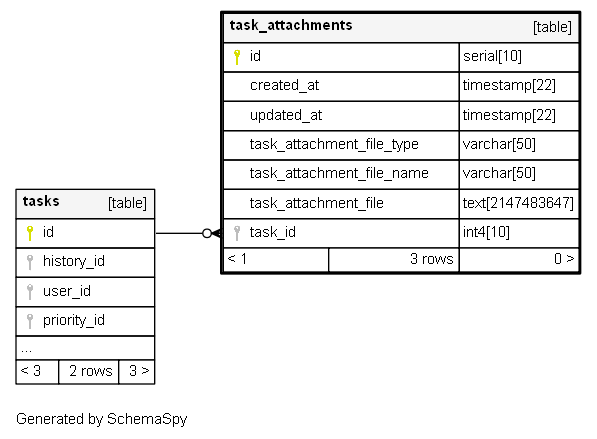 task_attachments [table]
id serial[10]
created_at timestamp[22]
updated_at timestamp[22]
task_attachment_file_type varchar[50]
task_attachment_file_name varchar[50]
task_attachment_file text[2147483647]
task_id int4[10]
< 1 3 rows 0 >
tasks [table]
id
history_id
user_id
priority_id
...
< 3 2 rows 3 >
Generated by SchemaSpy